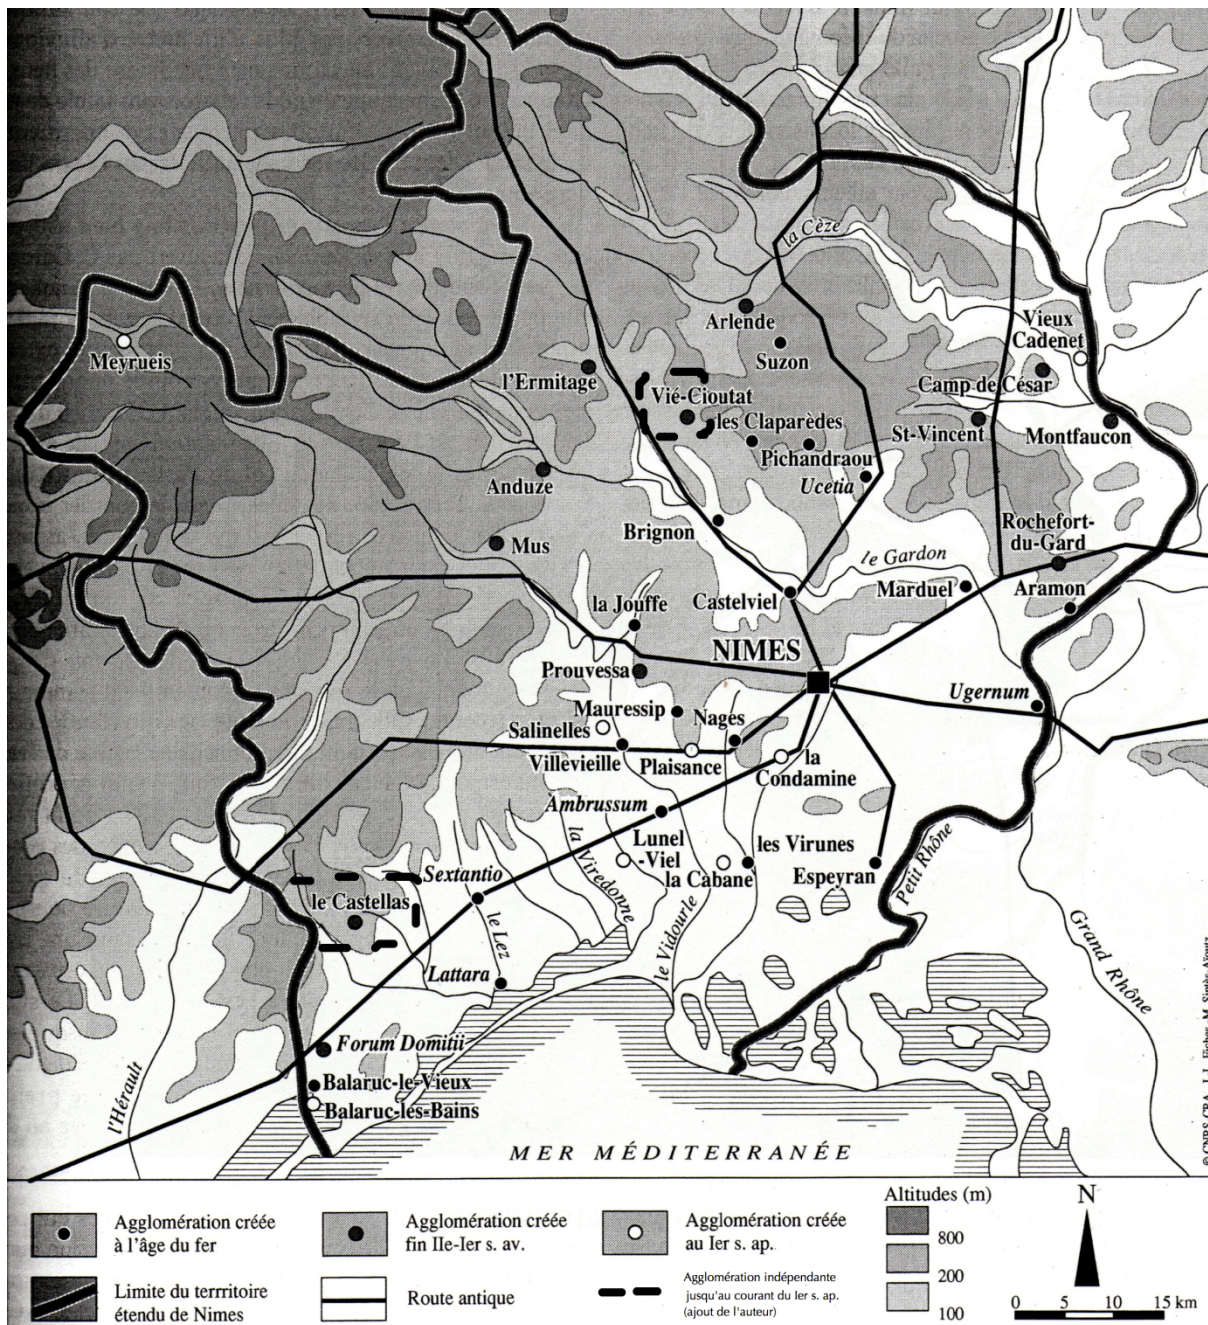 la Cèze
Arlende
Vieux
Cadenet
Suzon
Meyrueis
l'Ermitage
Camp de César
Vié-Cioutat
les Claparèdes
St-Vincent
Montfaucon
Pichandraou
Anduze
Ucetia
Brignon
Rochefort-
du-Gard
Mus
le Gardon
Marduel
Aramon
la Jouffe
Castelviel
NIMES
Prouvessa
Ugernum
Mauressip
Nages
Salinelles
Villevieille
Plaisance
la
Condamine
Ambrussum
Lunel
-Viel
les Virunes
la Viredonne
la Cabane
Espeyran
Petit Rhône
Sextantio
le Castellas
le Lez
le Vidourle
Grand Rhône
Lattara
Forum Domitii
Balaruc-le-Vieux
Balaruc-les-Bains
l'Hérault
MER MÉDITERRANÉE
Agglomération créée
à l'âge du fer
Agglomération créée
fin IIe-Ier s. av.
Agglomération créée
au Ier s. ap.
Limite du terrritoire
étendu de Nimes
Route antique
Agglomération indépendante
jusqu'au courant du Ier s. ap.
(ajout de l'auteur)
Altitudes (m)
800
200
100
N
0 5 10 15 km